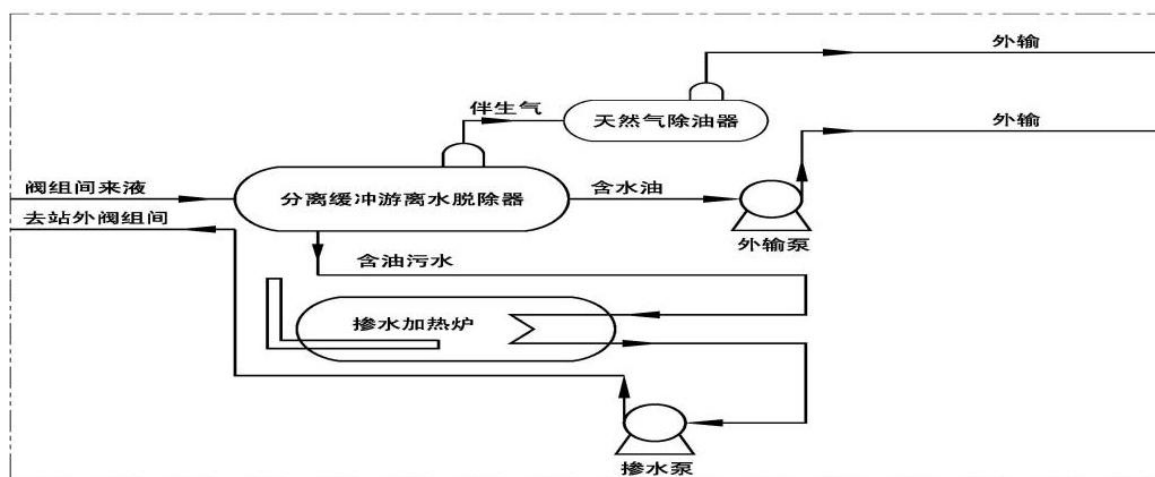 外输
伴生气
天然气除油器
外输
阀组间来液
分离缓冲游离水脱除器
含水油
去站外阀组间
外输泵
含油污水
掺水加热炉
掺水泵